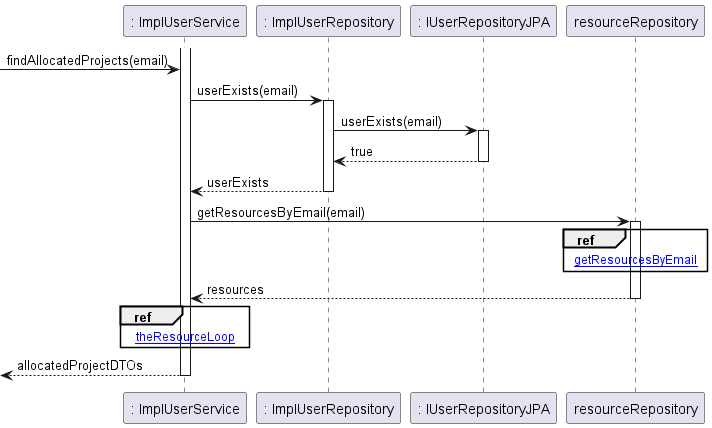 : ImplUserService
: ImplUserRepository
: IUserRepositoryJPA
resourceRepository
findAllocatedProjects(email)
userExists(email)
userExists(email)
true
userExists
getResourcesByEmail(email)
ref
getResourcesByEmail
resources
ref
theResourceLoop
allocatedProjectDTOs
: ImplUserService
: ImplUserRepository
: IUserRepositoryJPA
resourceRepository